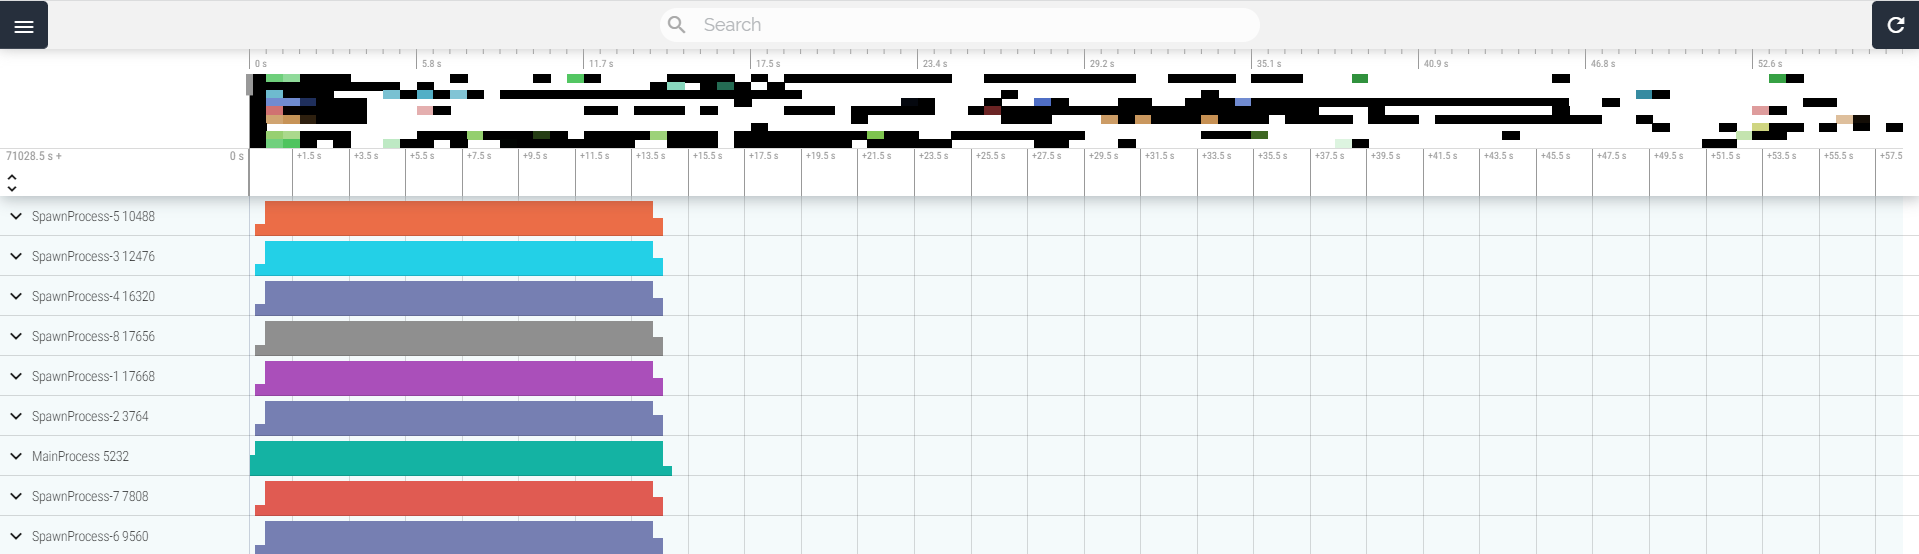 Search
0 s 5.8 s 11.7 s 17.5 s 23.4 s 29.2 s 35.1 s 40.9 s 46.8 s 52.6 s
71028.5 s + 0 s +1.5 s +3.5 s +5.5 s +7.5 s +9.5 s +11.5 s +13.5 s +15.5 s +17.5 s +19.5 s +21.5 s +23.5 s +25.5 s +27.5 s +29.5 s +31.5 s +33.5 s +35.5 s +37.5 s +39.5 s +41.5 s +43.5 s +45.5 s +47.5 s +49.5 s +51.5 s +53.5 s +55.5 s +57.5
SpawnProcess-5 10488
SpawnProcess-3 12476
SpawnProcess-4 16320
SpawnProcess-8 17656
SpawnProcess-1 17668
SpawnProcess-2 3764
MainProcess 5232
SpawnProcess-7 7808
SpawnProcess-6 9560